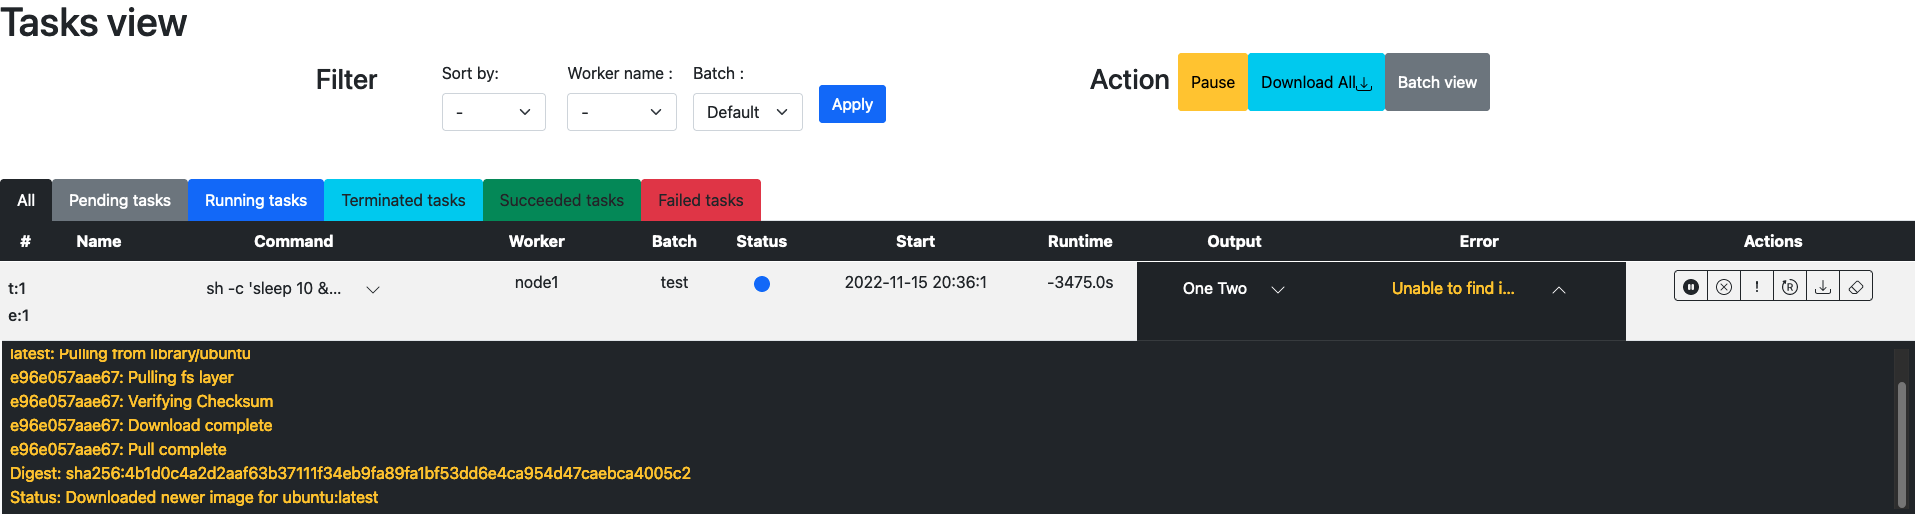 Tasks view
Filter
Sort by:
Worker name :
Batch :
-
-
Default
Apply
Action
Pause
Download All
Batch view
All
Pending tasks
Running tasks
Terminated tasks
Succeeded tasks
Failed tasks
# Name Command Worker Batch Status Start Runtime Output Error Actions
t:1 sh -c 'sleep 10 &... node1 test 2022-11-15 20:36:1 -3475.0s One Two Unable to find i... ! R
e:1
latest: Pulling from library/ubuntu
e96e057aae67: Pulling fs layer
e96e057aae67: Verifying Checksum
e96e057aae67: Download complete
e96e057aae67: Pull complete
Digest: sha256:4b1d0c4a2d2aaf63b37111f34eb9fa89fa1bf53dd6e4ca954d47caebca4005c2
Status: Downloaded newer image for ubuntu:latest